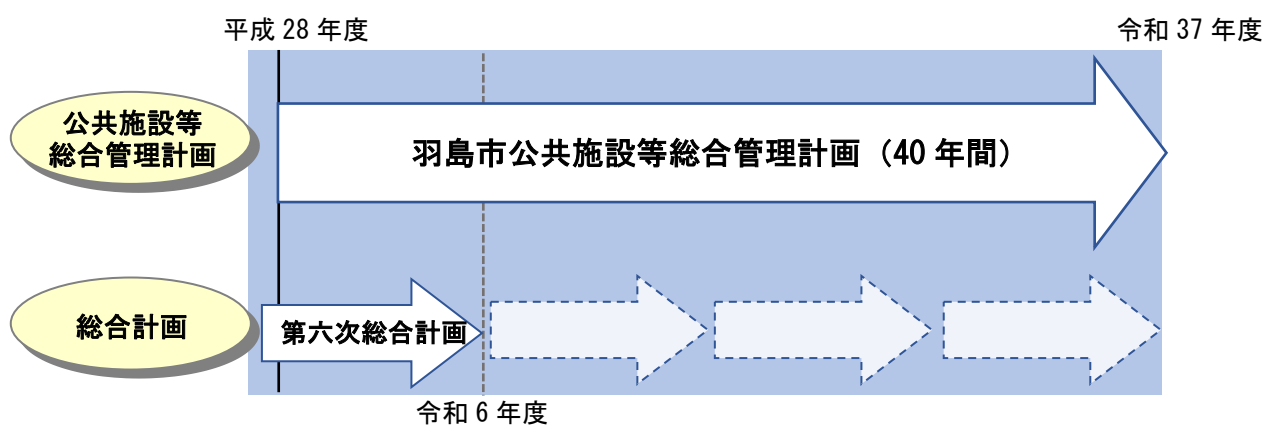 平成 28 年度
令和 37 年度
公共施設等
総合管理計画
羽島市公共施設等総合管理計画（40 年間）
総合計画
第六次総合計画
令和 6 年度